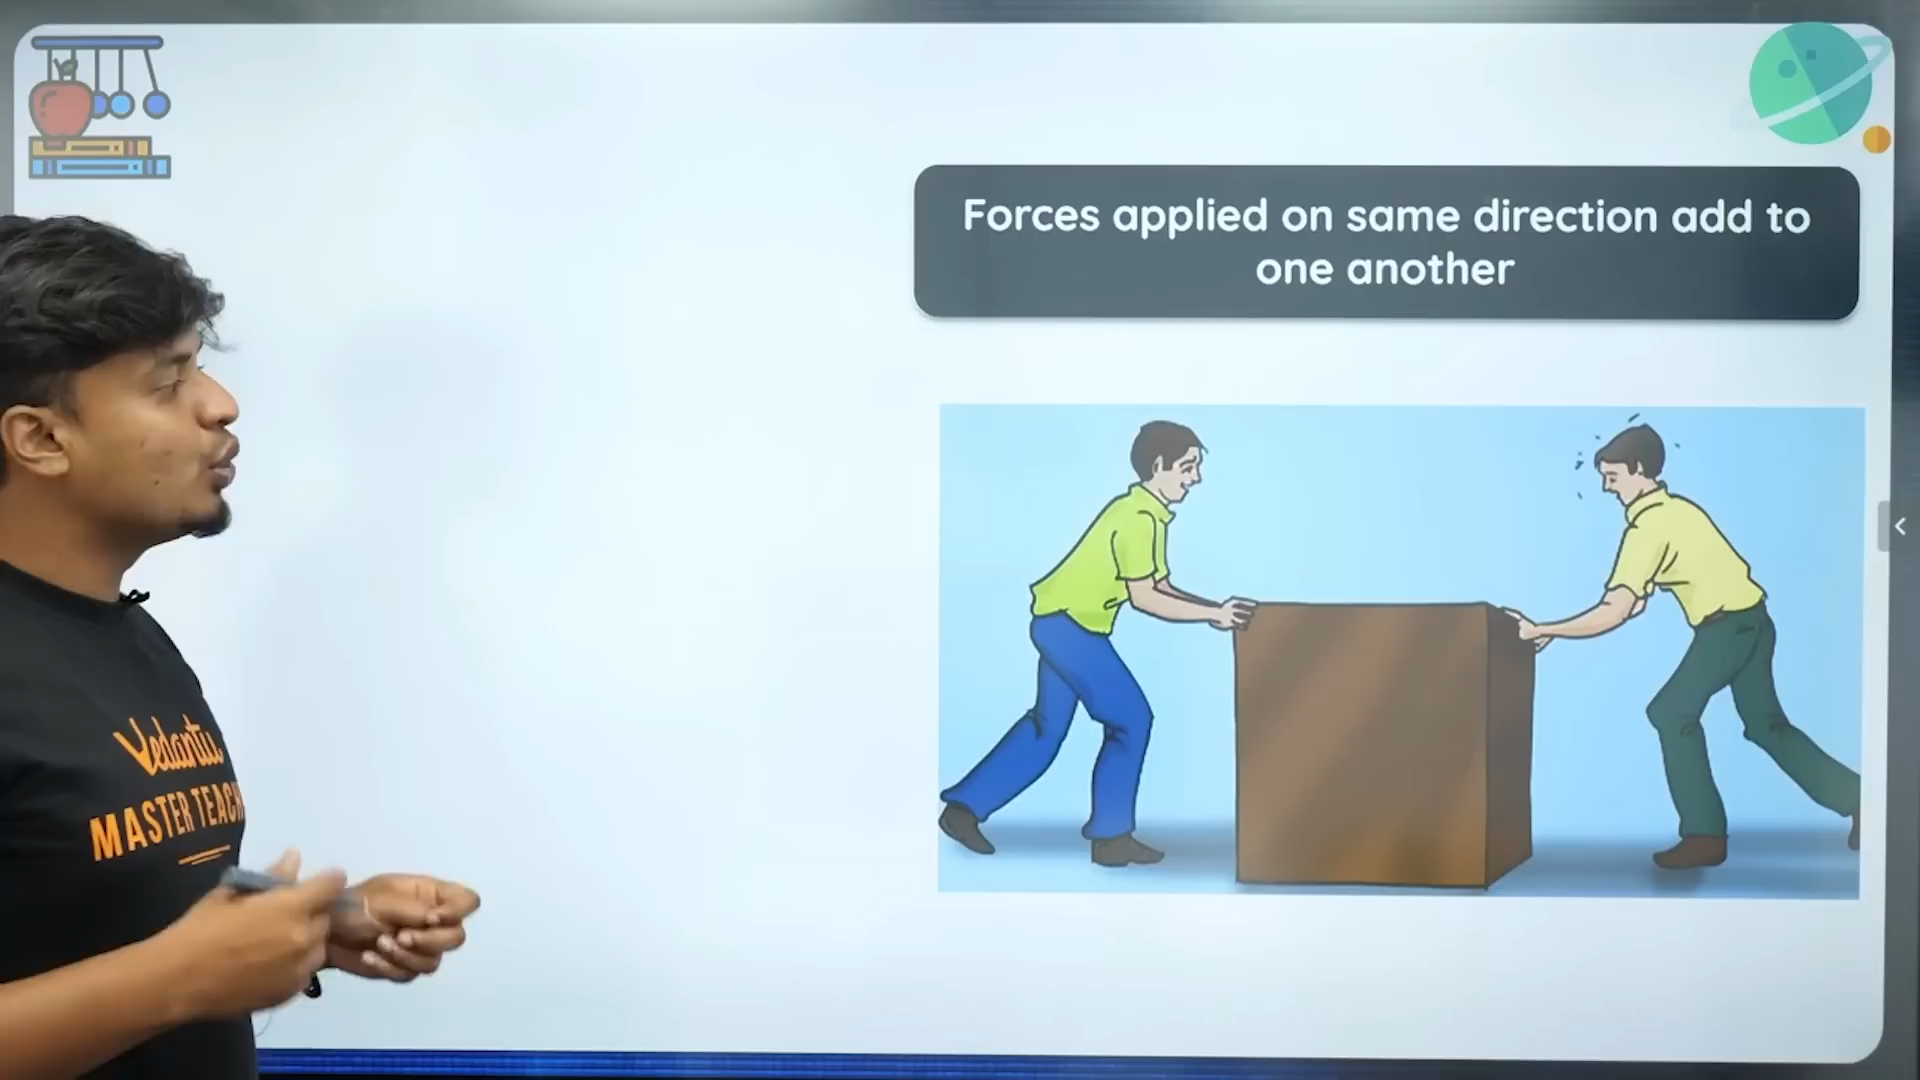 Forces applied on same direction add to
one another
Vedantu
MASTER TEACH